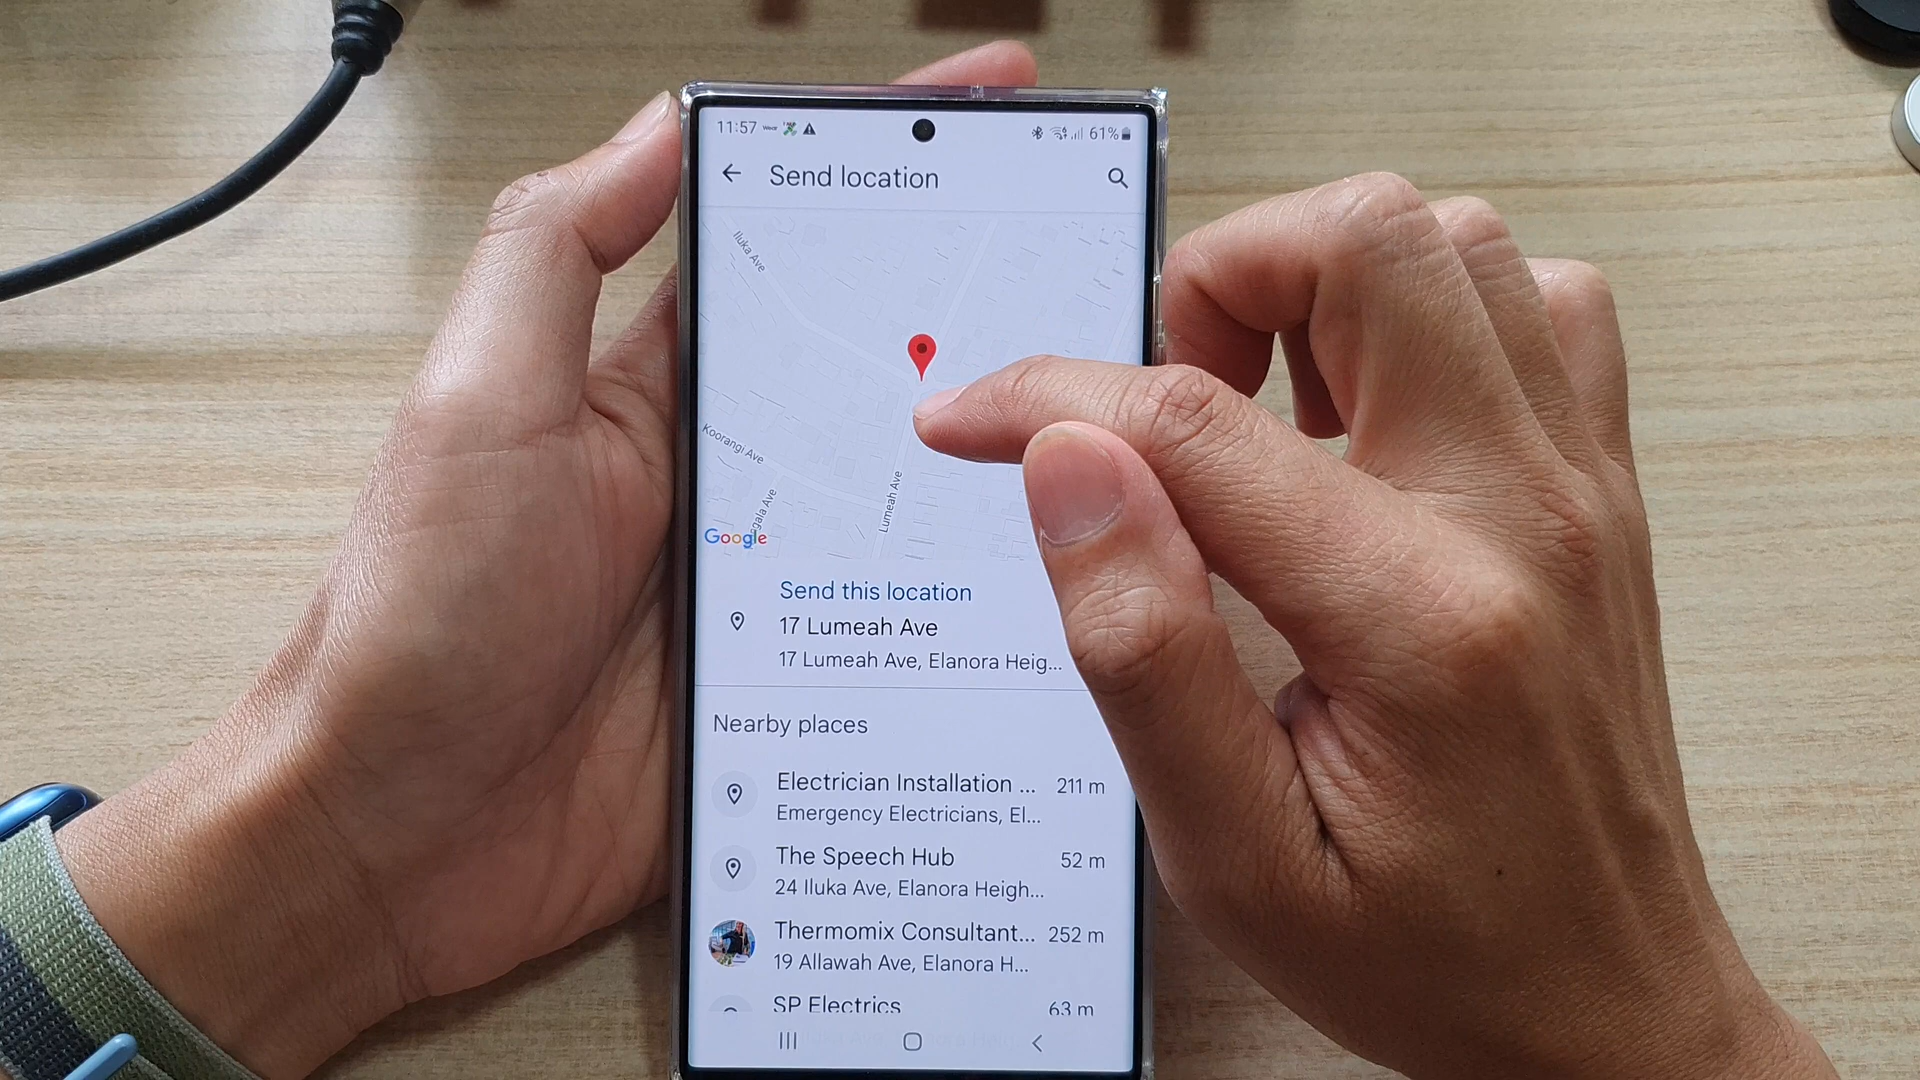 11:57
61%
Send location
Iluka Ave
Koorangi Ave
gala Ave
Lumeah Ave
Google
Send this location
17 Lumeah Ave
17 Lumeah Ave, Elanora Heig...
Nearby places
Electrician Installation ... 211 m
Emergency Electricians, El...
The Speech Hub 52 m
24 Iluka Ave, Elanora Heigh...
Thermomix Consultant... 252 m
19 Allawah Ave, Elanora H...
SP Electrics 63 m